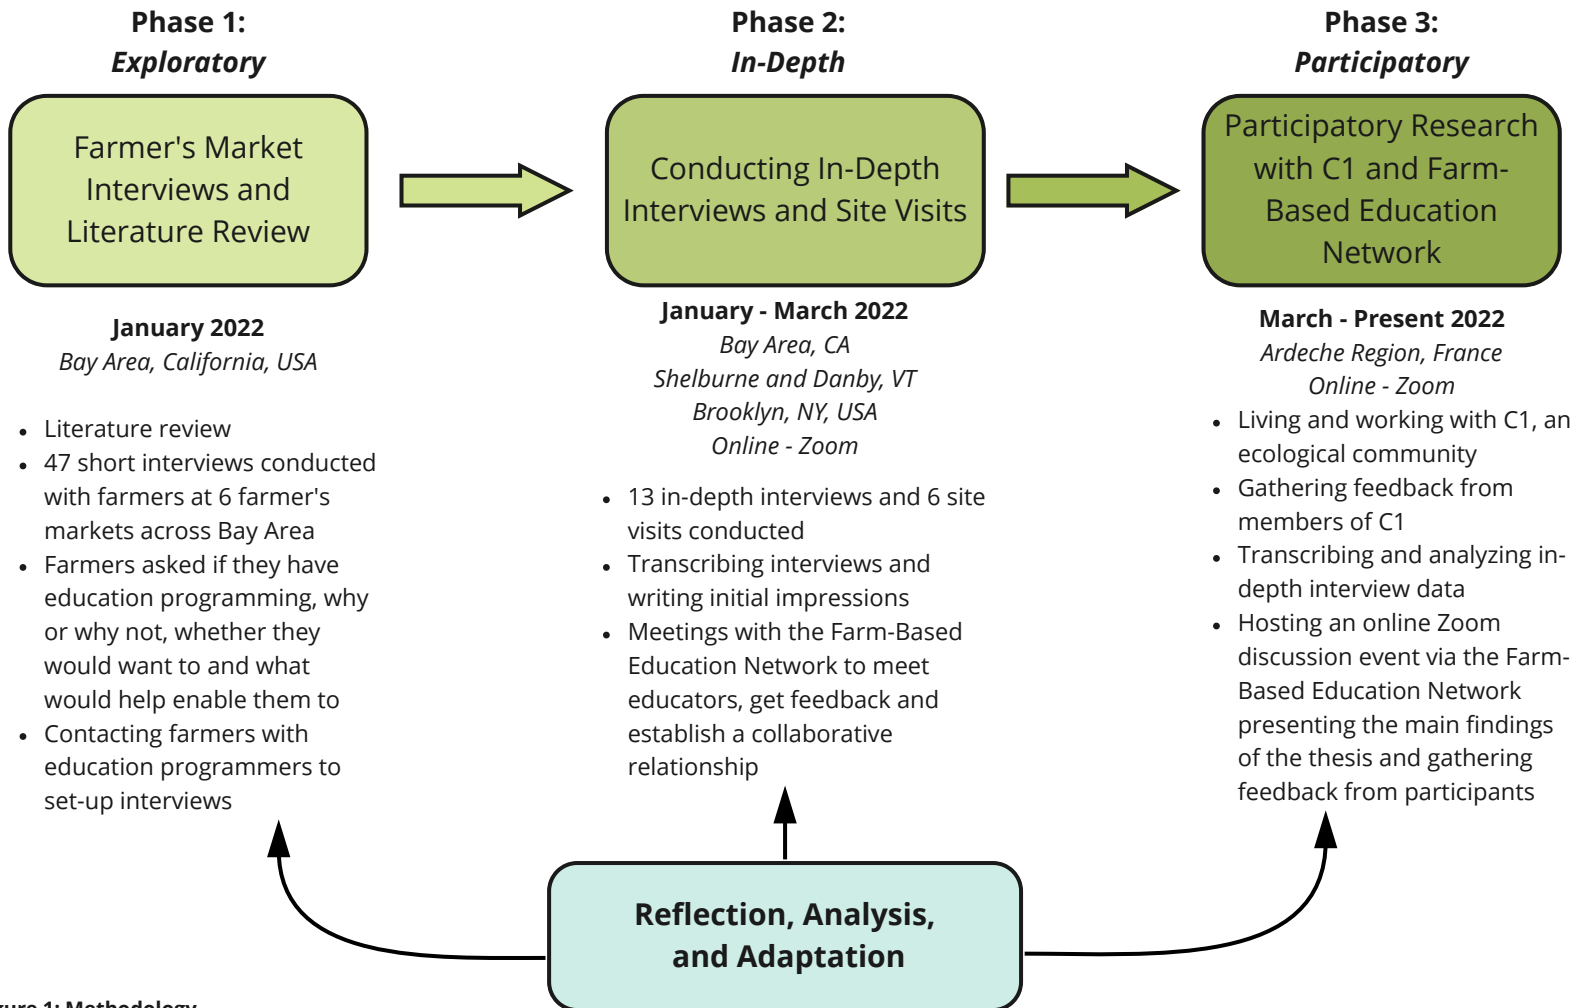 Phase 1:
Exploratory
Farmer's Market
Interviews and
Literature Review
January 2022
Bay Area, California, USA
• Literature review
• 47 short interviews conducted
with farmers at 6 farmer's
markets across Bay Area
• Farmers asked if they have
education programming, why
or why not, whether they
would want to and what
would help enable them to
• Contacting farmers with
education programmers to
set-up interviews
Phase 2:
In-Depth
Conducting In-Depth
Interviews and Site Visits
January - March 2022
Bay Area, CA
Shelburne and Danby, VT
Brooklyn, NY, USA
Online - Zoom
• 13 in-depth interviews and 6 site
visits conducted
• Transcribing interviews and
writing initial impressions
• Meetings with the Farm-Based
Education Network to meet
educators, get feedback and
establish a collaborative
relationship
Phase 3:
Participatory
Participatory Research
with C1 and Farm-
Based Education
Network
March - Present 2022
Ardeche Region, France
Online - Zoom
• Living and working with C1, an
ecological community
• Gathering feedback from
members of C1
• Transcribing and analyzing in-
depth interview data
• Hosting an online Zoom
discussion event via the Farm-
Based Education Network
presenting the main findings
of the thesis and gathering
feedback from participants
Reflection, Analysis,
and Adaptation
gure 1: Methodology